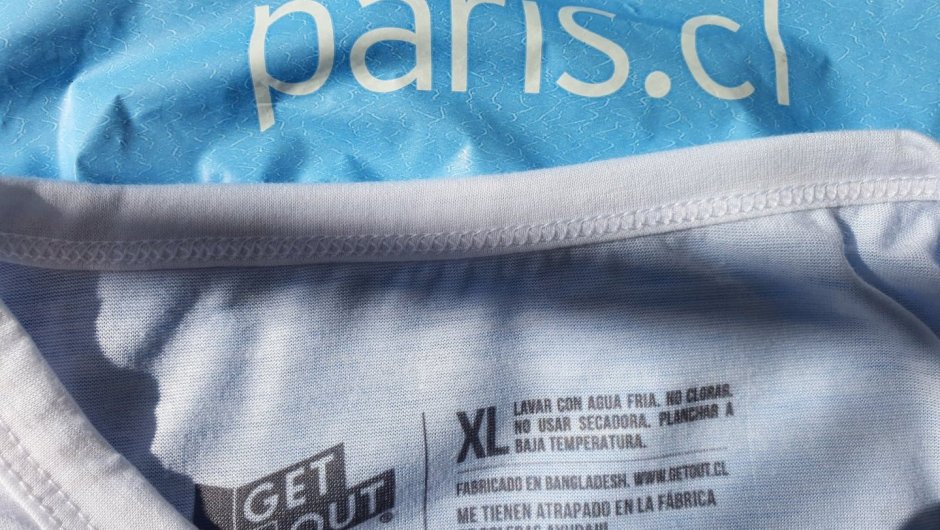 paris.cl
XL
LAVAR CON AGUA FRIA. NO CLORAR.
NO USAR SECADORA. PLANCHAR A
BAJA TEMPERATURA.
FABRICADO EN BANGLADESH. WWW.GETOUT.CL
ME TIENEN ATRAPADO EN LA FÁBRICA
GET
OUT®